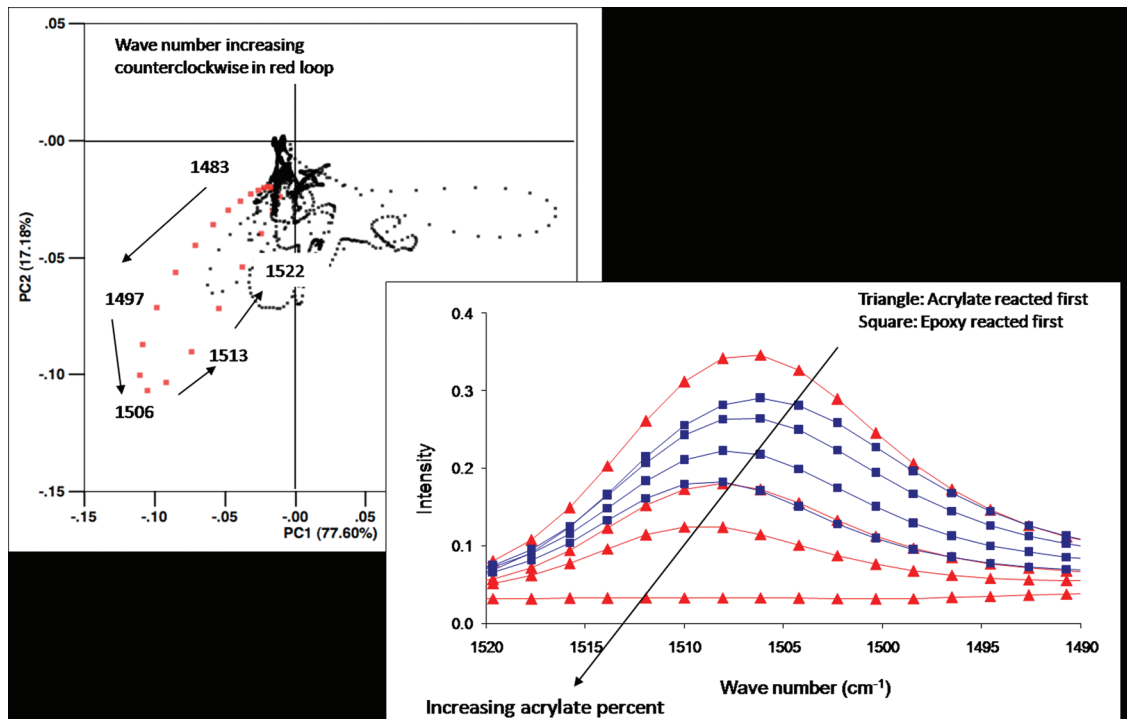 .05
Wave number increasing
counterclockwise in red loop
-.00
1483
-.05
PC2 (17.18%)
1522
1497
1513
-.10
1506
-.15
-.15 -.10 -.05 -.00 .05
PC1 (77.60%)
Triangle: Acrylate reacted first
Square: Epoxy reacted first
0.4
0.3
Intensity
0.2
0.1
0.0
1520 1515 1510 1505 1500 1495 1490
Wave number (cm⁻¹)
Increasing acrylate percent